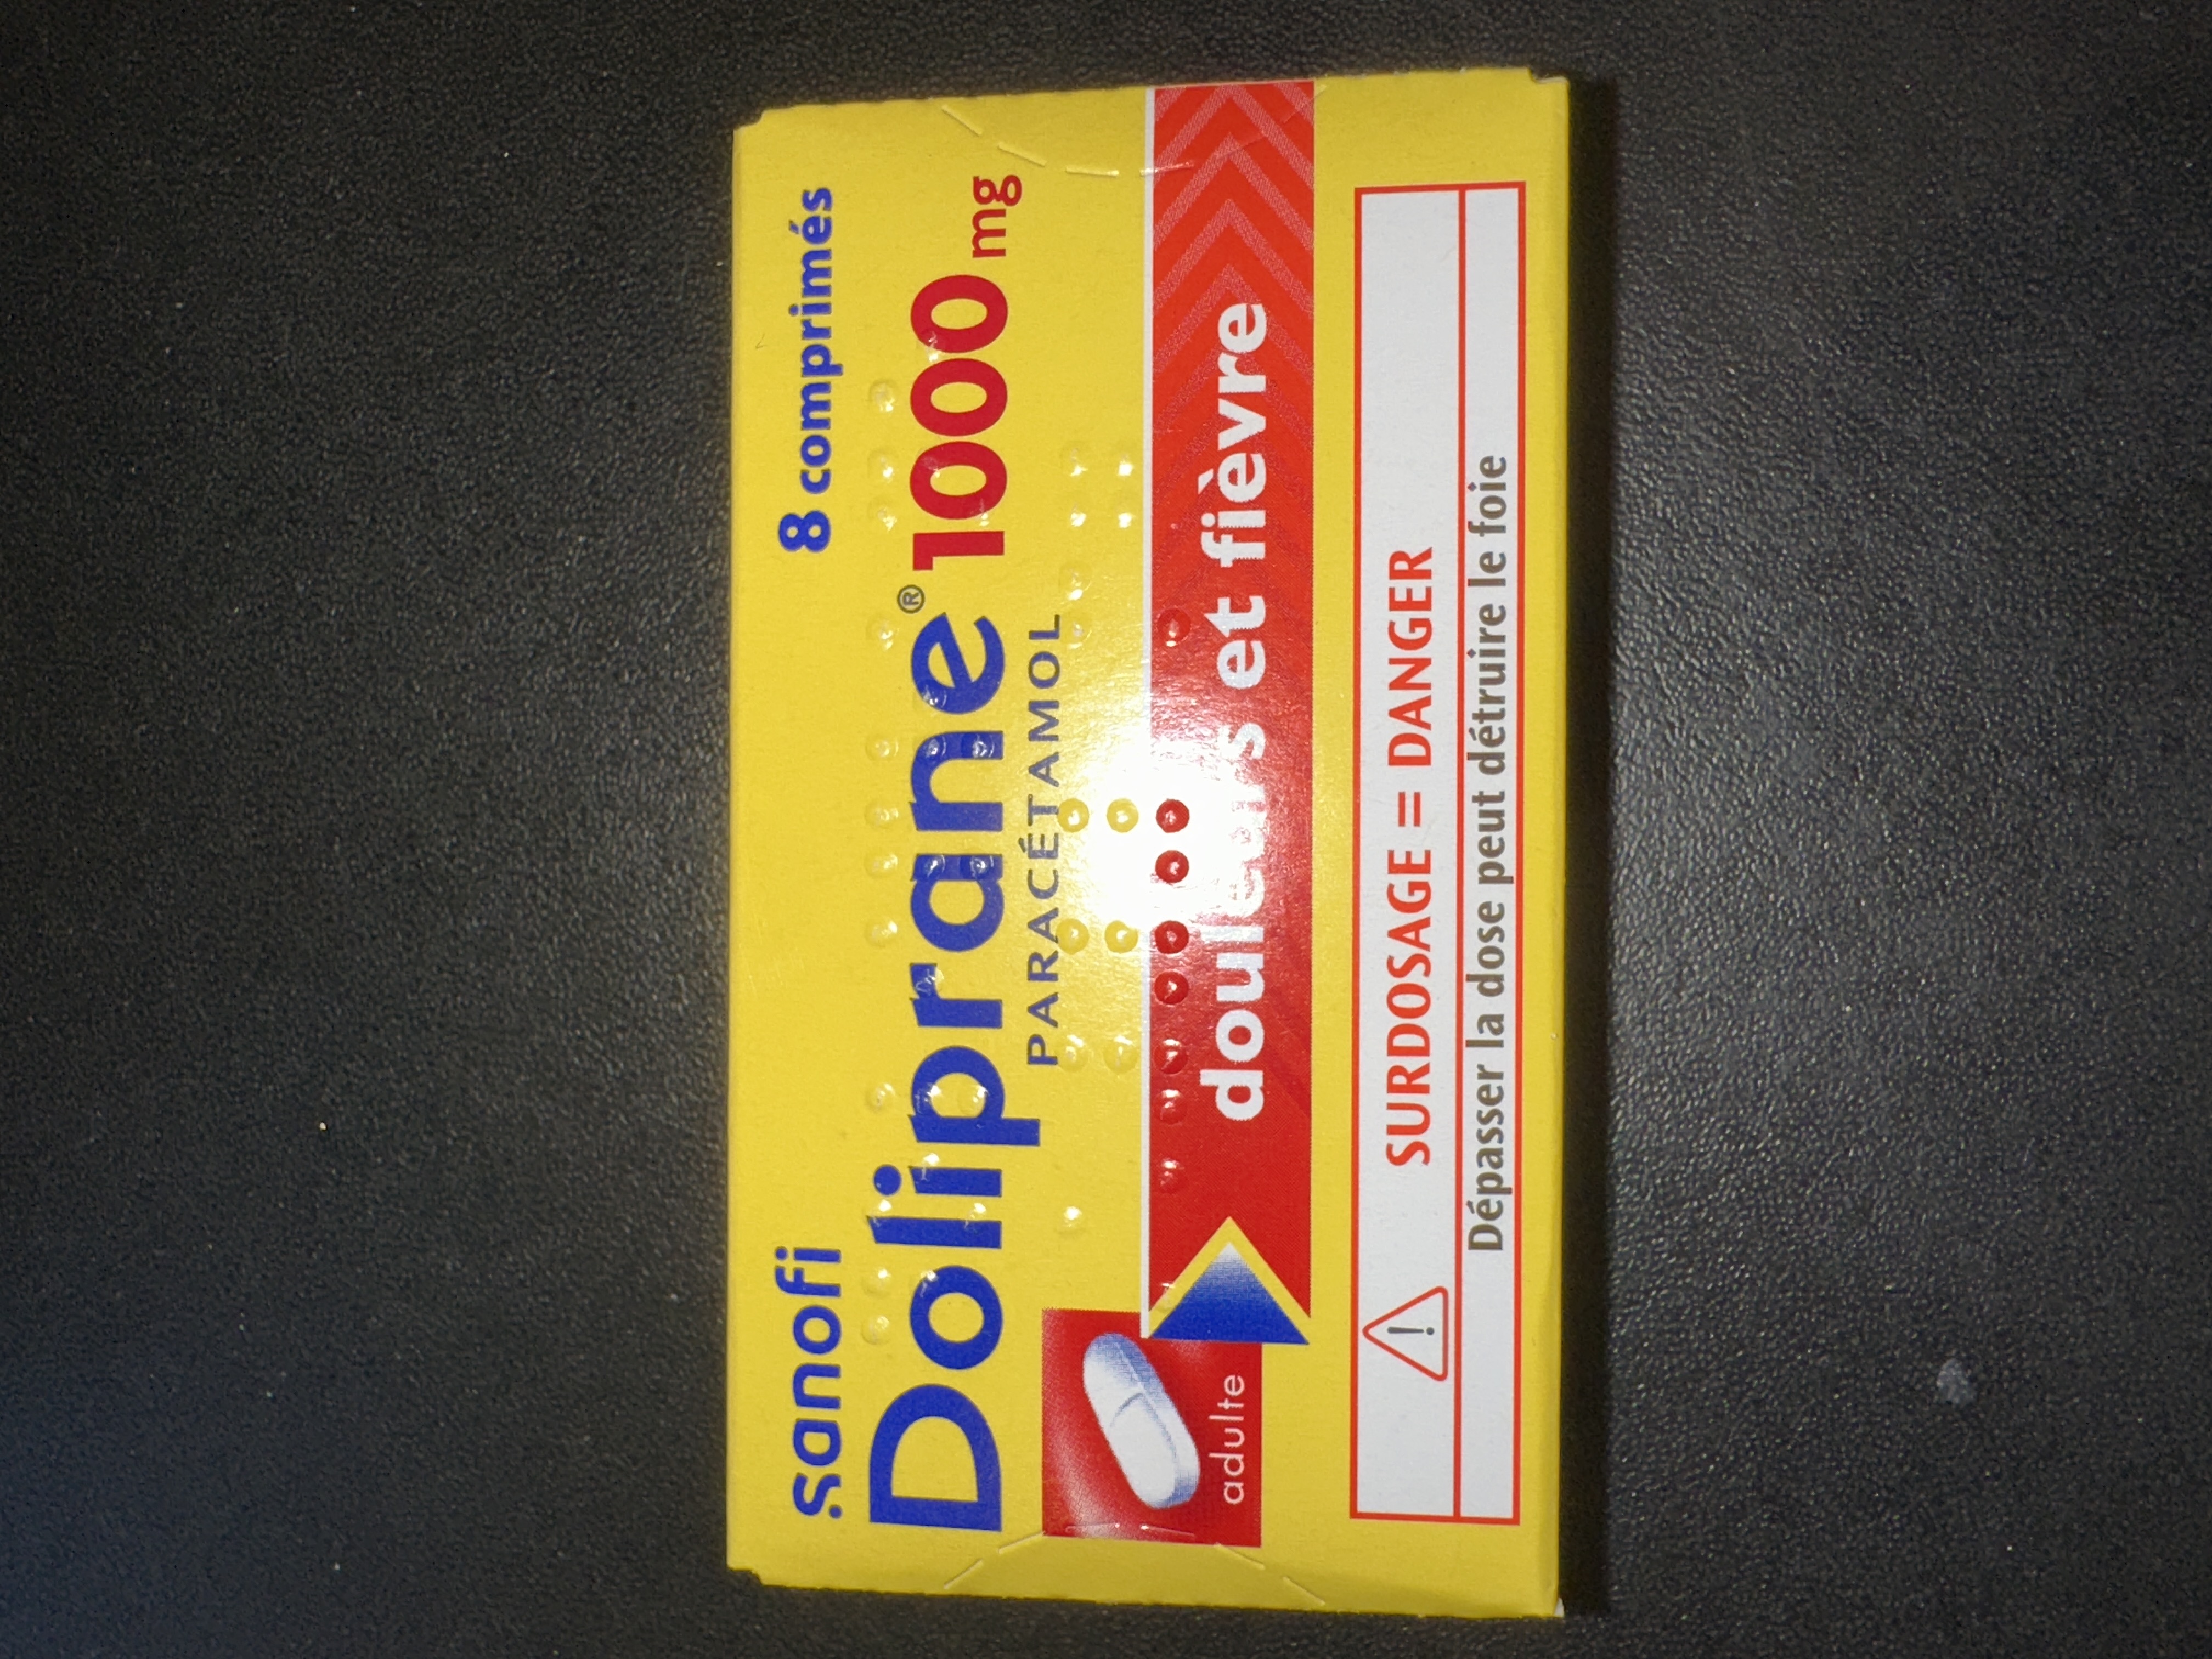 sanofi
8 comprimés
Doliprane® 1000 mg
PARACÉTAMOL
adulte
douleurs et fièvre
SURDOSAGE = DANGER
Dépasser la dose peut détruire le foie